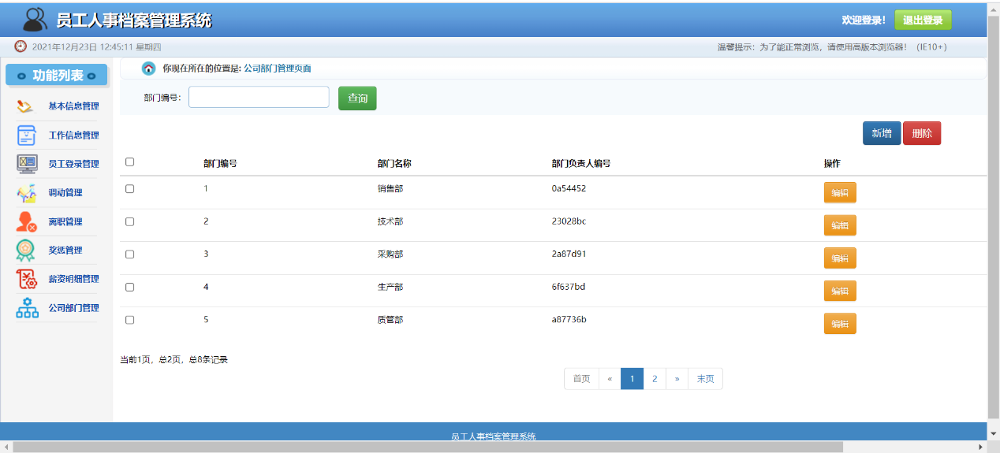 员工人事档案管理系统
欢迎登录! 退出登录
2021年12月23日 12:45:11 星期四
温馨提示：为了能正常浏览，请使用高版本浏览器！（IE10+）
功能列表
你现在所在的位置是: 公司部门管理页面
部门编号： 查询
基本信息管理
工作信息管理
员工登录管理
调动管理
离职管理
奖惩管理
薪资明细管理
公司部门管理
新增 删除
部门编号 部门名称 部门负责人编号 操作
1 销售部 0a54452 编辑
2 技术部 23028bc 编辑
3 采购部 2a87d91 编辑
4 生产部 6f637bd 编辑
5 质管部 a87736b 编辑
当前1页，总2页，总8条记录
首页 « 1 2 » 末页
员工人事档案管理系统